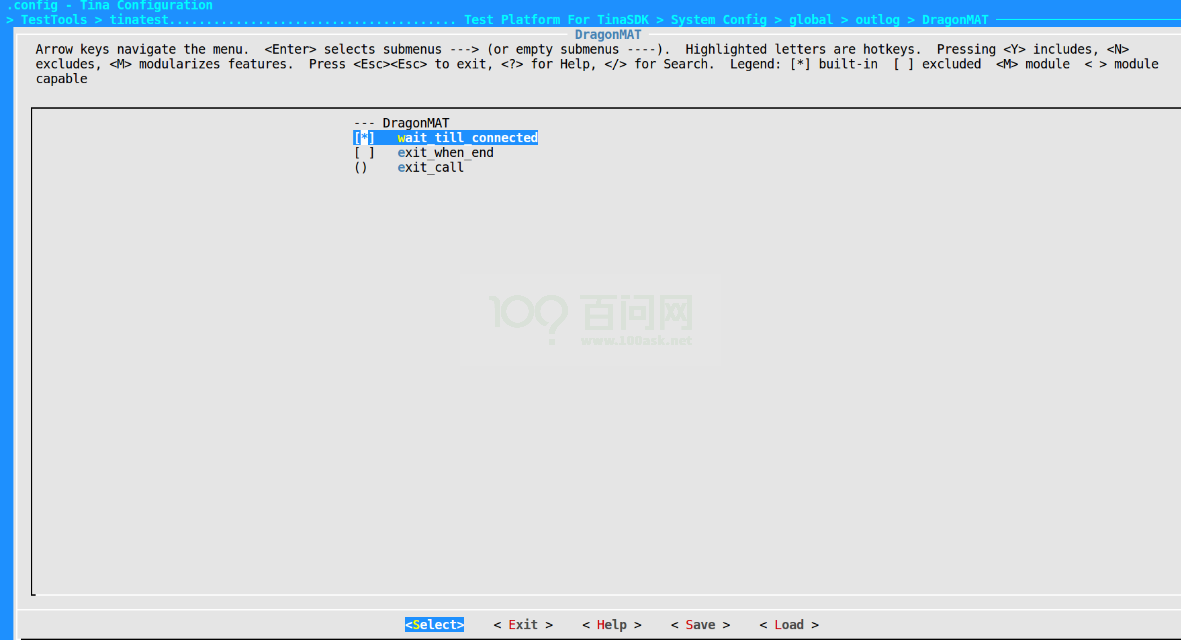 .config - Tina Configuration
> TestTools > tinatest....................................... Test Platform For TinaSDK > System Config > global > outlog > DragonMAT
DragonMAT
Arrow keys navigate the menu.  <Enter> selects submenus ---> (or empty submenus ----).  Highlighted letters are hotkeys.  Pressing <Y> includes, <N>
excludes, <M> modularizes features.  Press <Esc><Esc> to exit, <?> for Help, </> for Search.  Legend: [*] built-in  [ ] excluded  <M> module  < > module
capable
--- DragonMAT
[*]   wait_till_connected
[ ]   exit_when_end
()    exit_call
100? 百问网
www.100ask.net
<Select>    < Exit >    < Help >    < Save >    < Load >